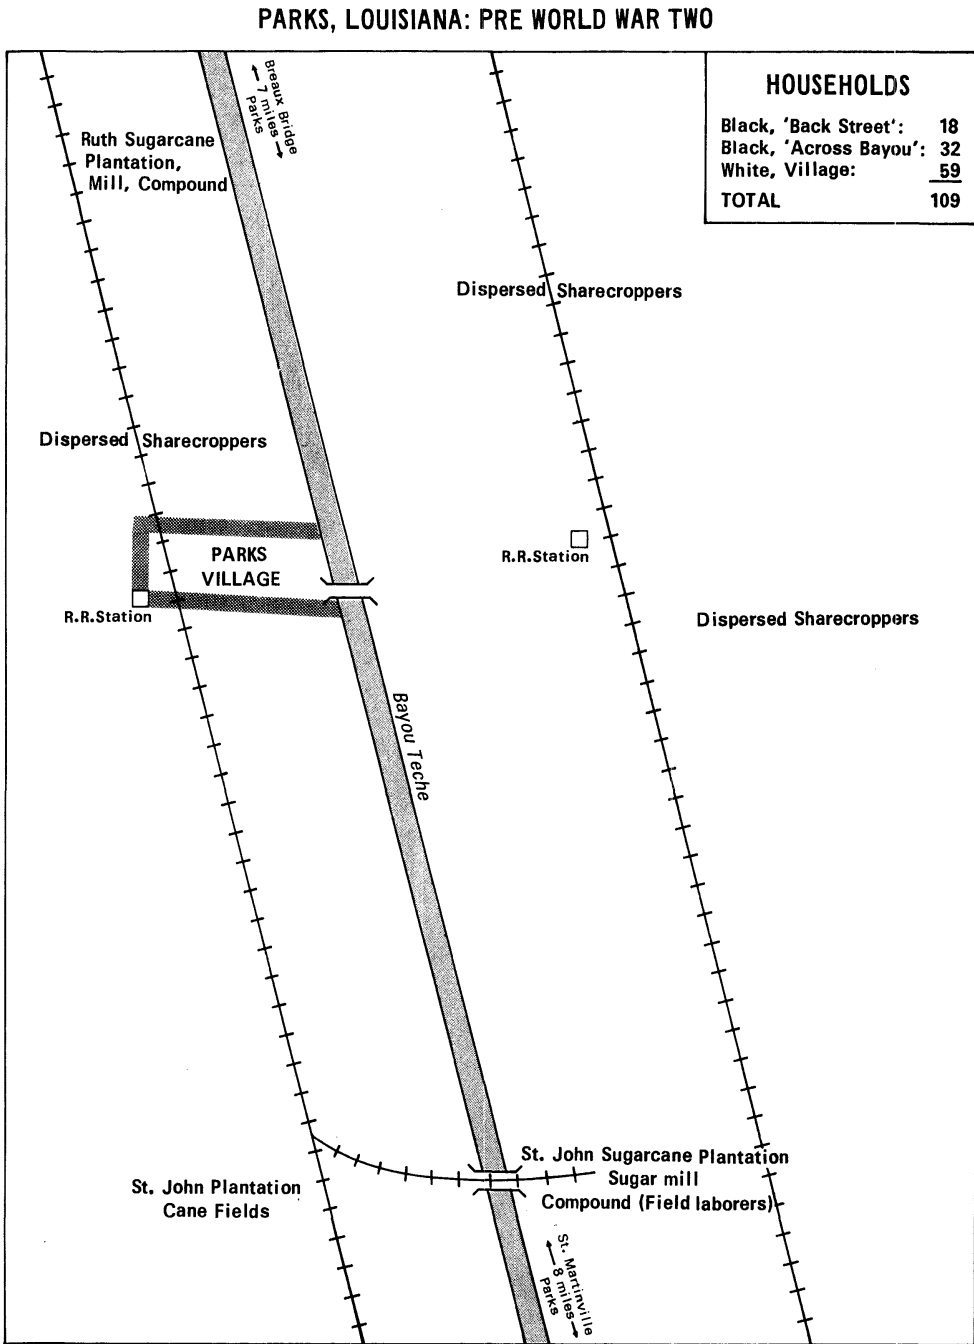 PARKS, LOUISIANA: PRE WORLD WAR TWO
HOUSEHOLDS
Black, 'Back Street': 18
Black, 'Across Bayou': 32
White, Village: 59
TOTAL 109
Breaux Bridge
7 miles
Parks
Ruth Sugarcane
Plantation,
Mill, Compound
Dispersed Sharecroppers
Dispersed Sharecroppers
PARKS
VILLAGE
R.R.Station
R.R.Station
Dispersed Sharecroppers
Bayou Teche
St. John Sugarcane Plantation
Sugar mill
Compound (Field laborers)
St. John Plantation
Cane Fields
St. Martinville
8 miles
Parks